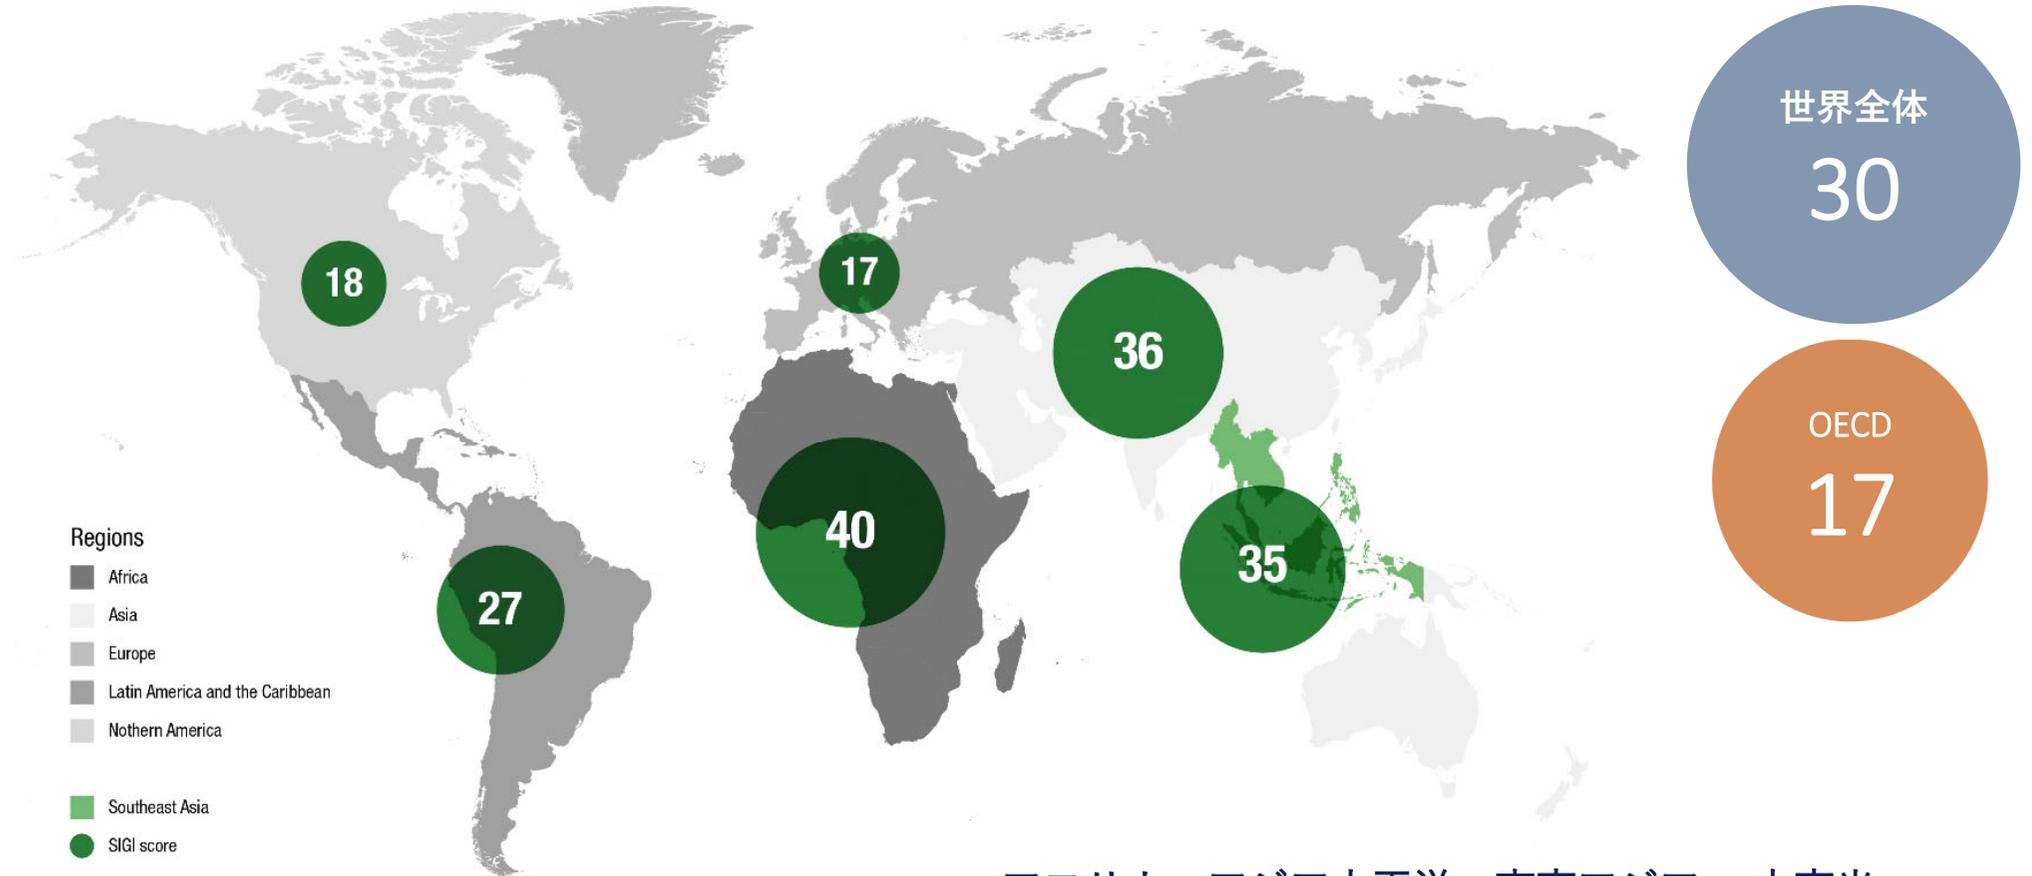 世界全体
30
OECD
17
18
17
36
40
35
27
Regions
Africa
Asia
Europe
Latin America and the Caribbean
Nothern America
Southeast Asia
SIGI score